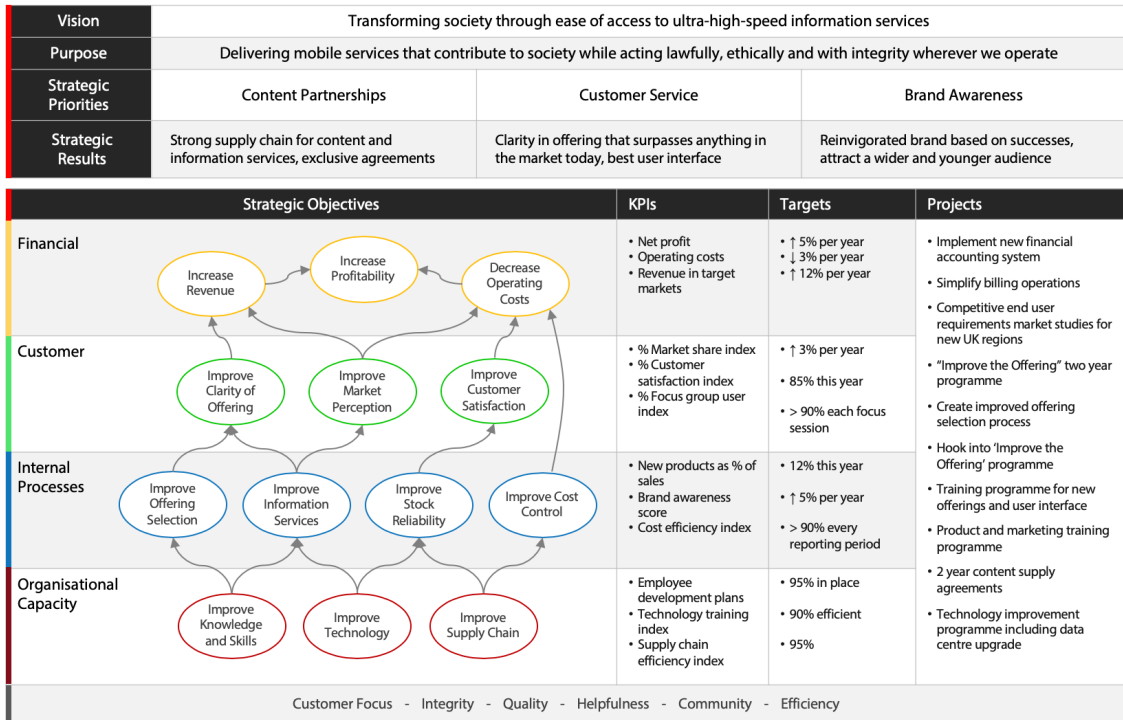 Vision
Transforming society through ease of access to ultra-high-speed information services
Purpose
Delivering mobile services that contribute to society while acting lawfully, ethically and with integrity wherever we operate
Strategic
Priorities
Content Partnerships
Customer Service
Brand Awareness
Strategic
Results
Strong supply chain for content and
information services, exclusive agreements
Clarity in offering that surpasses anything in
the market today, best user interface
Reinvigorated brand based on successes,
attract a wider and younger audience
Strategic Objectives
KPIs
Targets
Projects
Financial
Increase
Revenue
Increase
Profitability
Decrease
Operating
Costs
• Net profit
• Operating costs
• Revenue in target
markets
• ↑ 5% per year
• ↓ 3% per year
• ↑ 12% per year
Customer
Improve
Clarity of
Offering
Improve
Market
Perception
Improve
Customer
Satisfaction
• % Market share index
• % Customer
satisfaction index
• % Focus group user
index
• ↑ 3% per year
• 85% this year
• > 90% each focus
session
Internal
Processes
Improve
Offering
Selection
Improve
Information
Services
Improve
Stock
Reliability
Improve Cost
Control
• New products as % of
sales
• Brand awareness
score
• Cost efficiency index
• 12% this year
• ↑ 5% per year
• > 90% every
reporting period
Organisational
Capacity
Improve
Knowledge
and Skills
Improve
Technology
Improve
Supply Chain
• Employee
development plans
• Technology training
index
• Supply chain
efficiency index
• 95% in place
• 90% efficient
• 95%
• Implement new financial
accounting system
• Simplify billing operations
• Competitive end user
requirements market studies for
new UK regions
• “Improve the Offering” two year
programme
• Create improved offering
selection process
• Hook into ‘Improve the
Offering’ programme
• Training programme for new
offerings and user interface
• Product and marketing training
programme
• 2 year content supply
agreements
• Technology improvement
programme including data
centre upgrade
Customer Focus - Integrity - Quality - Helpfulness - Community - Efficiency